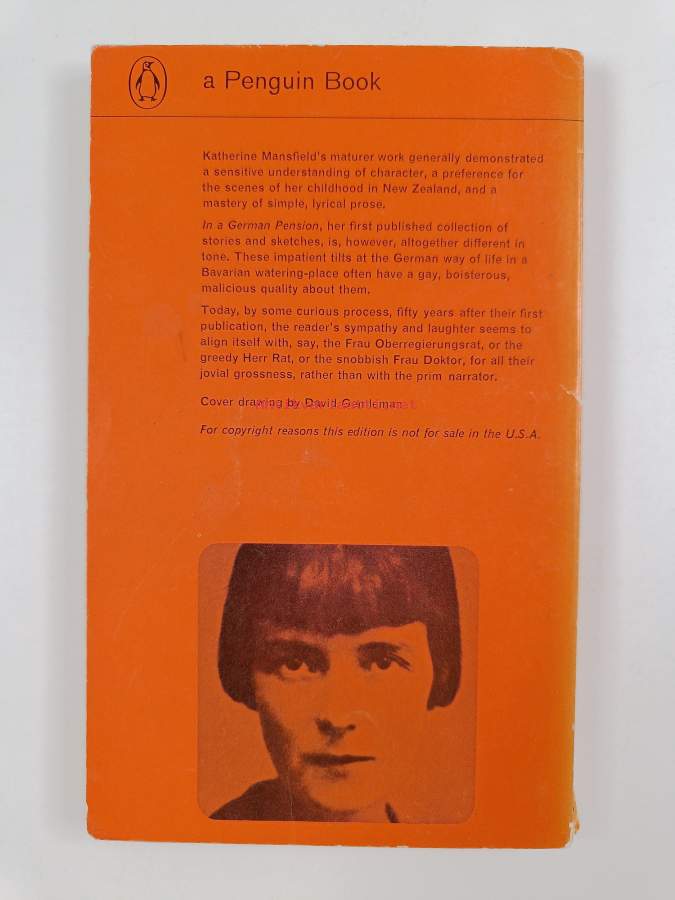 a Penguin Book
Katherine Mansfield's maturer work generally demonstrated
a sensitive understanding of character, a preference for
the scenes of her childhood in New Zealand, and a
mastery of simple, lyrical prose.
In a German Pension, her first published collection of
stories and sketches, is, however, altogether different in
tone. These impatient tilts at the German way of life in a
Bavarian watering-place often have a gay, boisterous,
malicious quality about them.
Today, by some curious process, fifty years after their first
publication, the reader's sympathy and laughter seems to
align itself with, say, the Frau Oberregierungsrat, or the
greedy Herr Rat, or the snobbish Frau Doktor, for all their
jovial grossness, rather than with the prim narrator.
Cover drawing by David Gentleman
For copyright reasons this edition is not for sale in the U.S.A.